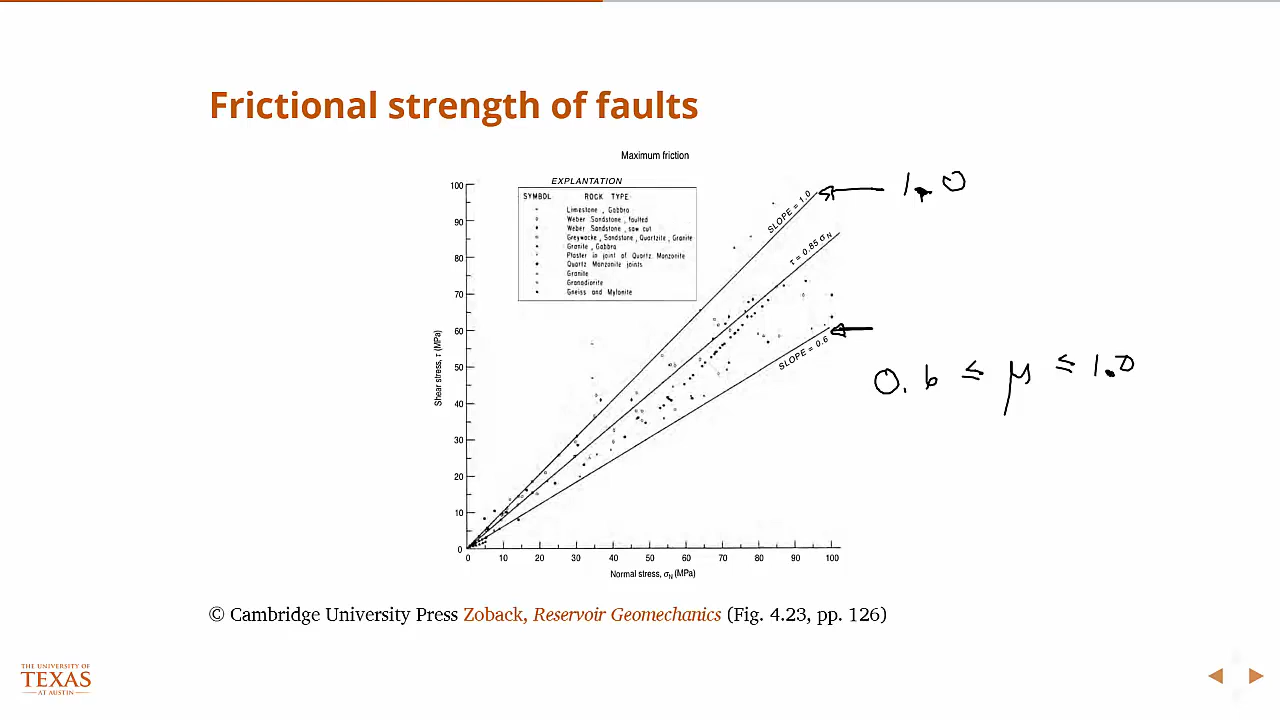 Frictional strength of faults
Maximum friction
EXPLANTATION
SYMBOL ROCK TYPE
Limestone, Gabbro
Weber Sandstone, faulted
Weber Sandstone, saw cut
Greywacke, Sandstone, Quartzite, Granite
Granite, Gabbro
Plaster in joint of Quartz Monzonite
Quartz Monzonite joints
Granite
Granodiorite
Gneiss and Mylonite
SLOPE = 1.0
τ = 0.85 σN
SLOPE = 0.6
1.0
0.6 ≤ μ ≤ 1.0
Shear stress, τ (MPa)
100
90
80
70
60
50
40
30
20
10
0
0 10 20 30 40 50 60 70 80 90 100
Normal stress, σN (MPa)
© Cambridge University Press Zoback, Reservoir Geomechanics (Fig. 4.23, pp. 126)
THE UNIVERSITY OF
TEXAS
AT AUSTIN